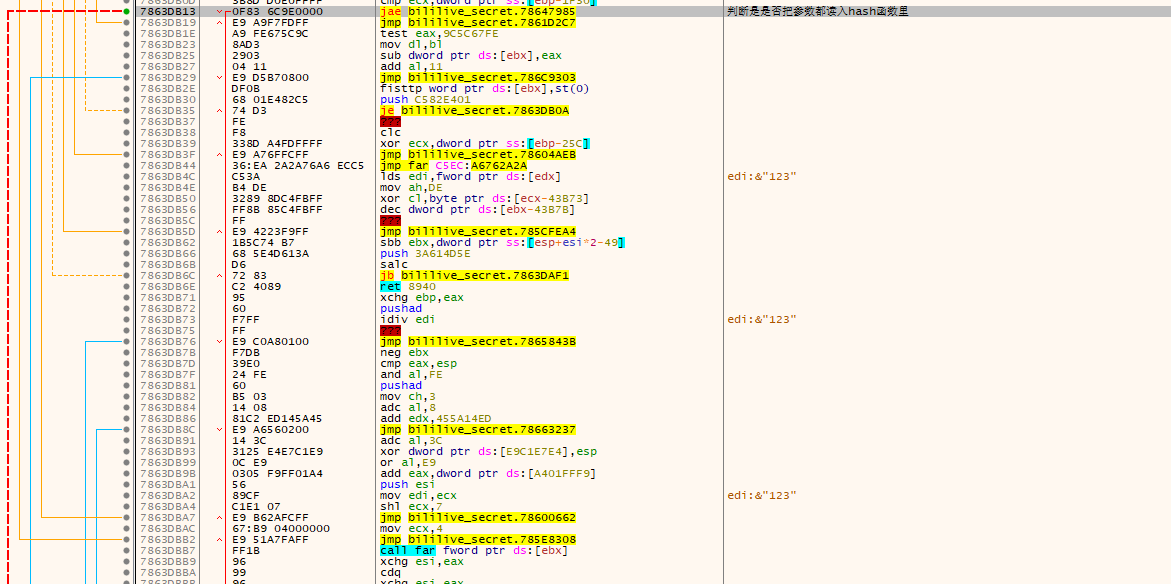 7863DB13 0F83 6C9E0000 jae bililive_secret.78647985 判断是是否把参数都读入hash函数里
7863DB19 E9 A9F7FDFF jmp bililive_secret.7861D2C7
7863DB1E A9 FE675C9C test eax,9C5C67FE
7863DB23 8AD3 mov dl,bl
7863DB25 2903 sub dword ptr ds:[ebx],eax
7863DB27 04 11 add al,11
7863DB29 E9 D5B70800 jmp bililive_secret.786C9303
7863DB2E DF0B fisttp word ptr ds:[ebx],st(0)
7863DB30 68 01E482C5 push C582E401
7863DB35 74 D3 je bililive_secret.7863DB0A
7863DB37 FE ???
7863DB38 F8 clc
7863DB39 338D A4FDFFFF xor ecx,dword ptr ss:[ebp-25C]
7863DB3F E9 A76FFCFF jmp bililive_secret.78604AEB
7863DB44 36:EA 2A2A76A6 ECC5 jmp far C5EC:A6762A2A
7863DB4C C53A lds edi,fword ptr ds:[edx] edi:&"123"
7863DB4E B4 DE mov ah,DE
7863DB50 3289 8DC4FBFF xor cl,byte ptr ds:[ecx-43B73]
7863DB56 FF8B 85C4FBFF dec dword ptr ds:[ebx-43B7B]
7863DB5C FF ???
7863DB5D E9 4223F9FF jmp bililive_secret.785CFEA4
7863DB62 1B5C74 B7 sbb ebx,dword ptr ss:[esp+esi*2-49]
7863DB66 68 5E4D613A push 3A614D5E
7863DB6B D6 salc
7863DB6C 72 83 jb bililive_secret.7863DAF1
7863DB6E C2 4089 ret 8940
7863DB71 95 xchg ebp,eax
7863DB72 60 pushad
7863DB73 F7FF idiv edi edi:&"123"
7863DB75 FF ???
7863DB76 E9 C0A80100 jmp bililive_secret.7865843B
7863DB7B F7DB neg ebx
7863DB7D 39E0 cmp eax,esp
7863DB7F 24 FE and al,FE
7863DB81 60 pushad
7863DB82 B5 03 mov ch,3
7863DB84 14 08 adc al,8
7863DB86 81C2 ED145A45 add edx,455A14ED
7863DB8C E9 A6560200 jmp bililive_secret.78663237
7863DB91 14 3C adc al,3C
7863DB93 3125 E4E7C1E9 xor dword ptr ds:[E9C1E7E4],esp
7863DB99 0C E9 or al,E9
7863DB9B 0305 F9FF01A4 add eax,dword ptr ds:[A401FFF9]
7863DBA1 56 push esi
7863DBA2 89CF mov edi,ecx edi:&"123"
7863DBA4 C1E1 07 shl ecx,7
7863DBA7 E9 B62AFCFF jmp bililive_secret.78600662
7863DBAC 67:B9 04000000 mov ecx,4
7863DBB2 E9 51A7FAFF jmp bililive_secret.785E8308
7863DBB7 FF1B call far fword ptr ds:[ebx]
7863DBB9 96 xchg esi,eax
7863DBBA 99 cdq